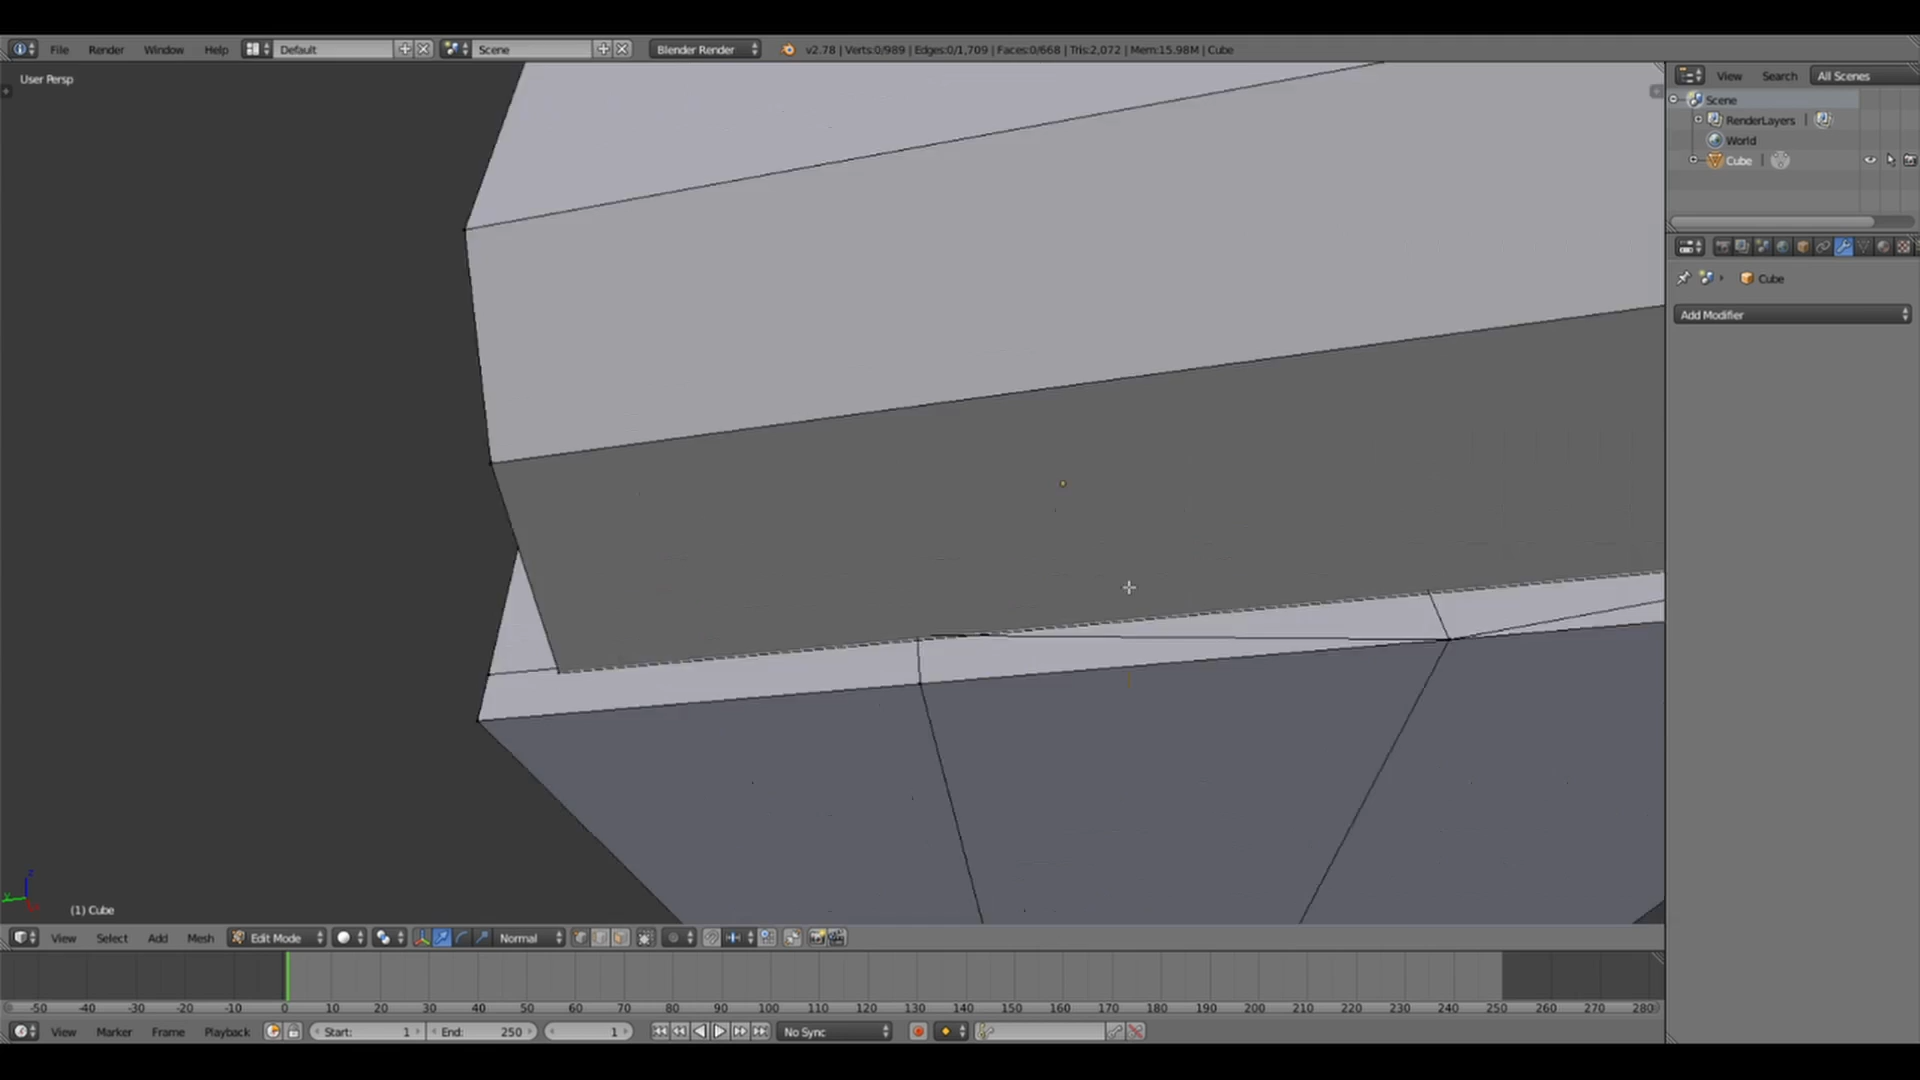 File Render Window Help Default Scene Blender Render v2.78 | Verts:0/989 | Edges:0/1,709 | Faces:0/668 | Tris:2,072 | Mem:15.98M | Cube
User Persp
View Search All Scenes
Scene
RenderLayers
World
Cube
Cube
Add Modifier
z
y
(1) Cube
View Select Add Mesh Edit Mode Normal
-50 -40 -30 -20 -10 0 10 20 30 40 50 60 70 80 90 100 110 120 130 140 150 160 170 180 190 200 210 220 230 240 250 260 270 280
View Marker Frame Playback Start: 1 End: 250 1 No Sync